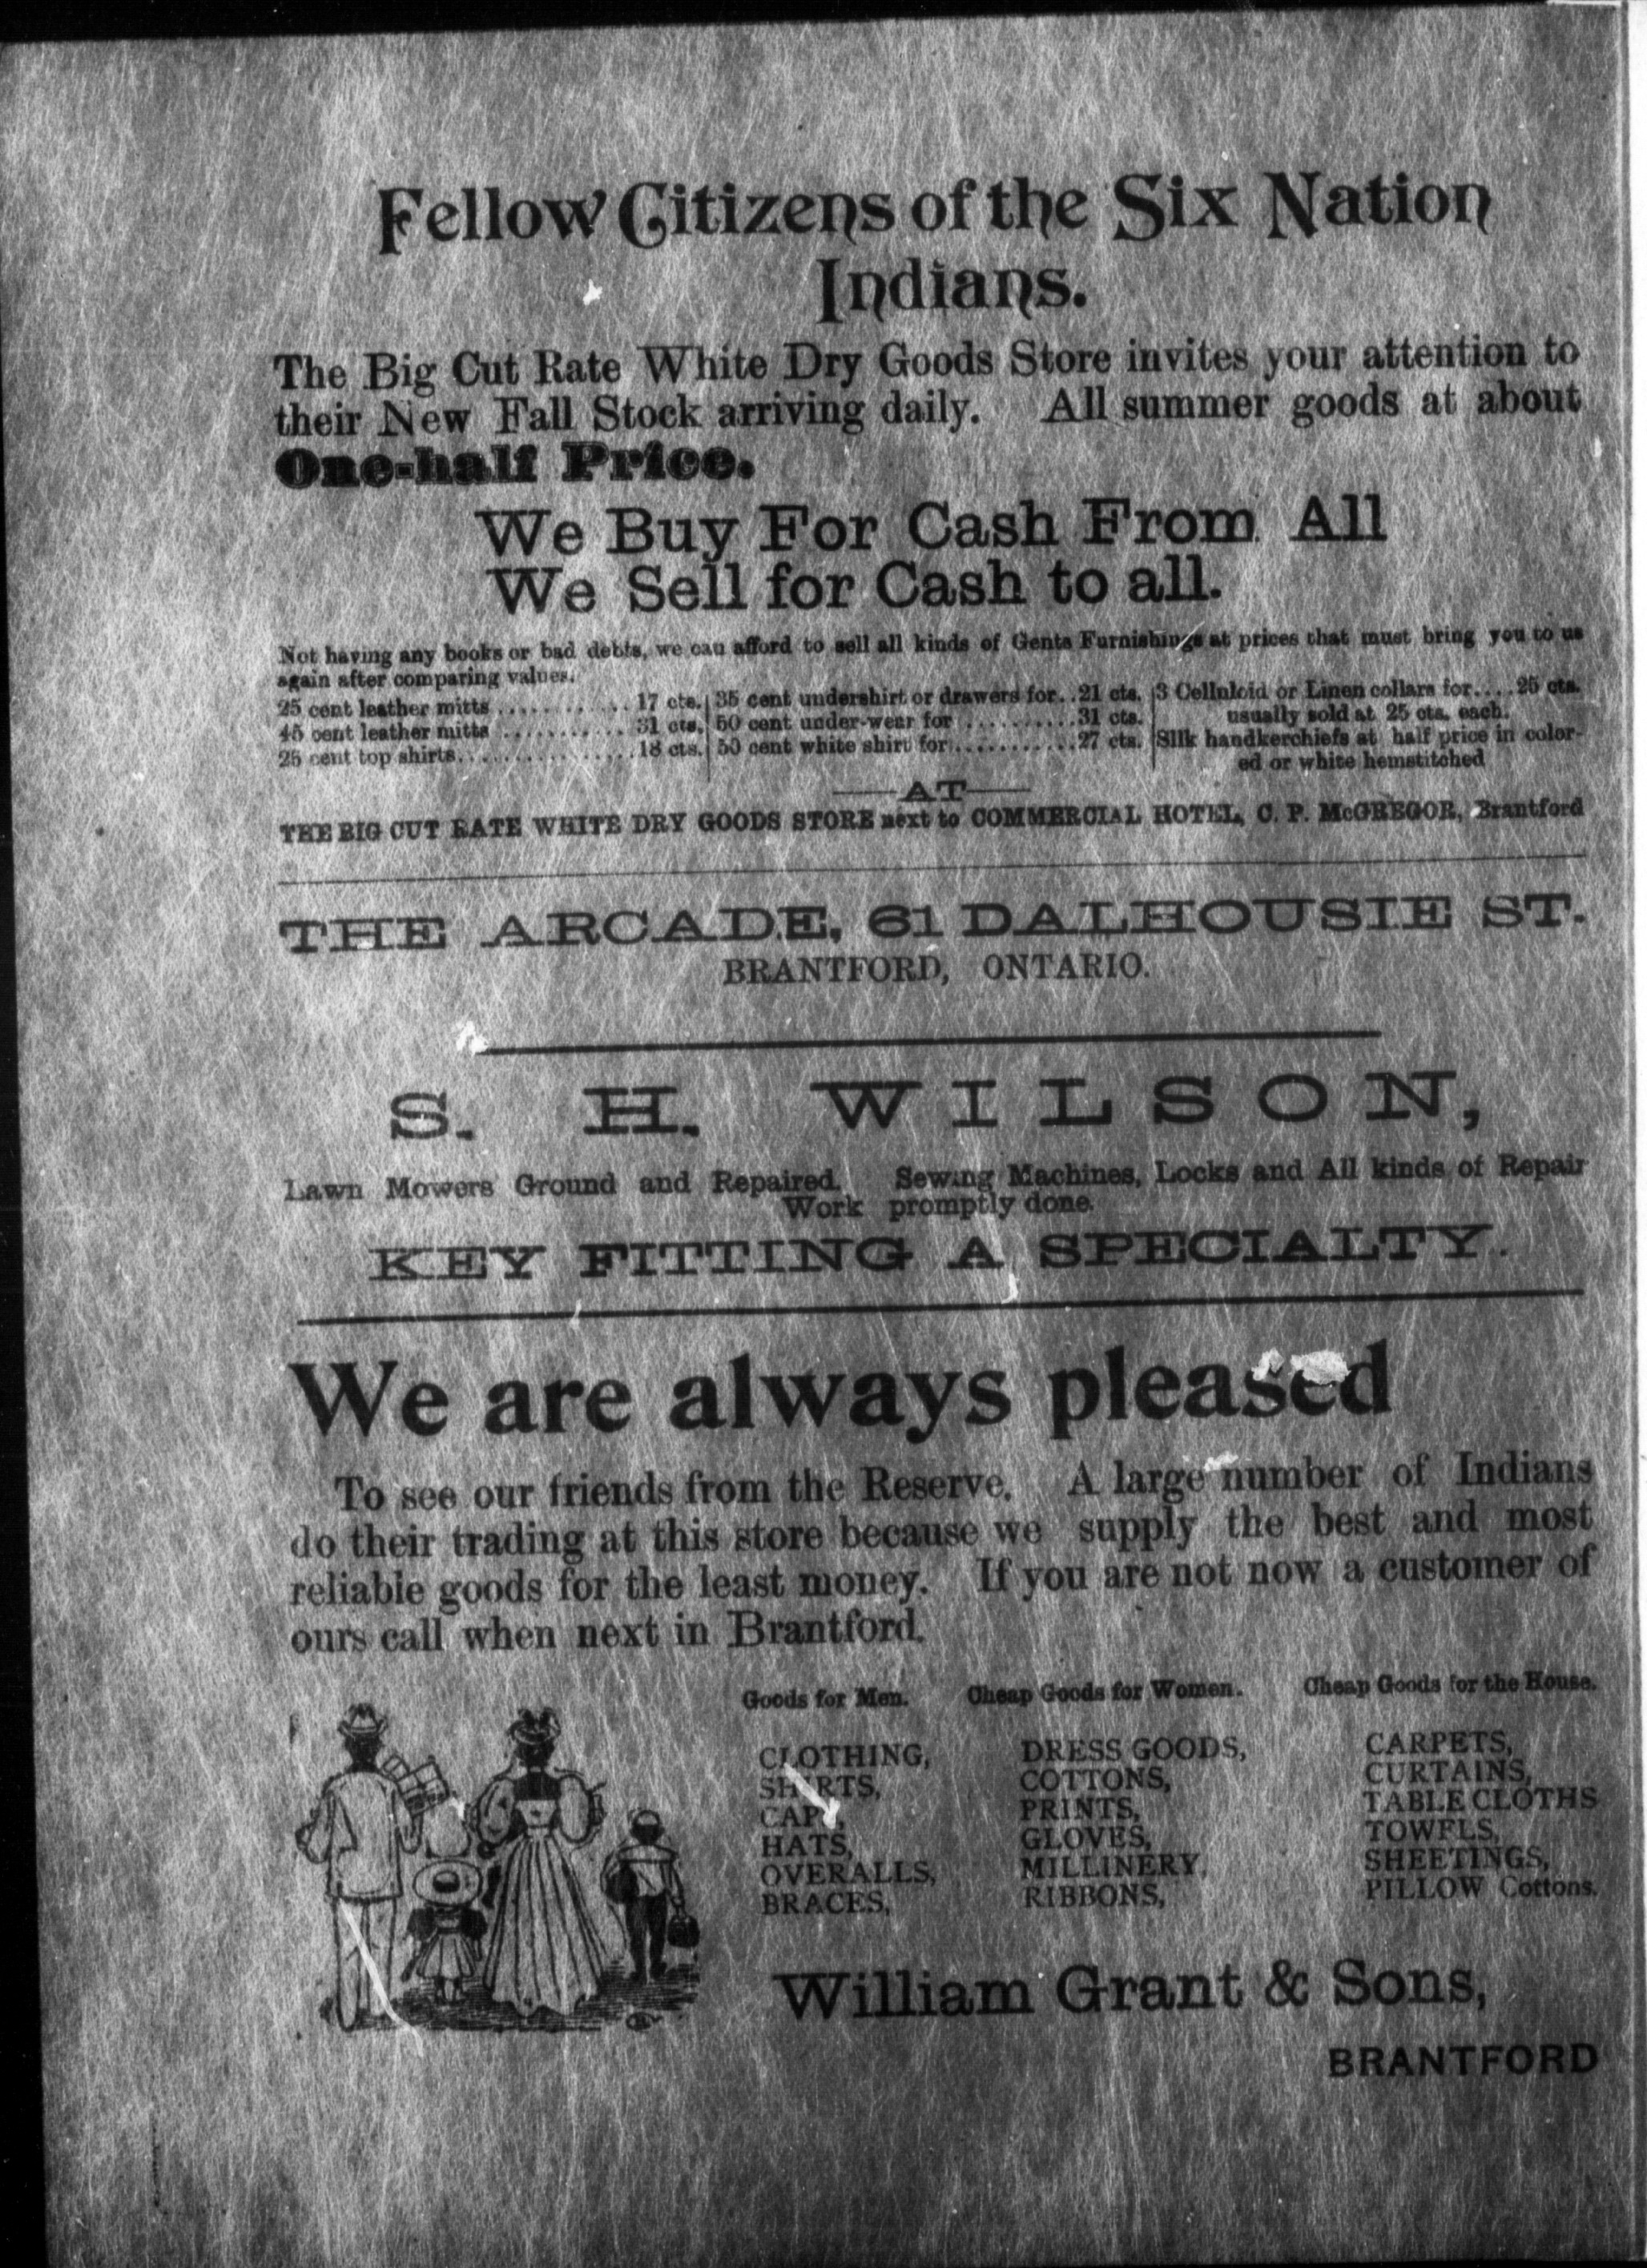 Fellow Citizens of the Six Nation
Indians.
The Big Cut Rate White Dry Goods Store invites your attention to
their New Fall Stock arriving daily. All summer goods at about
One-half Price.
We Buy For Cash From All
We Sell for Cash to all.
Not having any books or bad debts, we can afford to sell all kinds of Gents Furnishings at prices that must bring you to us
again after comparing values.
25 cent leather mitts ............ 17 cts.
45 cent leather mitts ........... 31 cts.
25 cent top shirts................ 18 cts.
35 cent undershirt or drawers for..21 cts.
50 cent under-wear for ..........31 cts.
50 cent white shirt for...........27 cts.
3 Celluloid or Linen collars for....25 cts.
usually sold at 25 cts. each.
Silk handkerchiefs at half price in color-
ed or white hemstitched
—AT—
THE BIG CUT RATE WHITE DRY GOODS STORE next to COMMERCIAL HOTEL, C. P. McGREGOR, Brantford
THE ARCADE, 61 DALHOUSIE ST.
BRANTFORD, ONTARIO.
S. H. WILSON,
Lawn Mowers Ground and Repaired. Sewing Machines, Locks and All kinds of Repair
Work promptly done.
KEY FITTING A SPECIALTY.
We are always pleased
To see our friends from the Reserve. A large number of Indians
do their trading at this store because we supply the best and most
reliable goods for the least money. If you are not now a customer of
ours call when next in Brantford.
Goods for Men.
CLOTHING,
SHIRTS,
CAPS,
HATS,
OVERALLS,
BRACES,
Cheap Goods for Women.
DRESS GOODS,
COTTONS,
PRINTS,
GLOVES,
MILLINERY,
RIBBONS,
Cheap Goods for the House.
CARPETS,
CURTAINS,
TABLE CLOTHS
TOWELS,
SHEETINGS,
PILLOW Cottons.
William Grant & Sons,
BRANTFORD